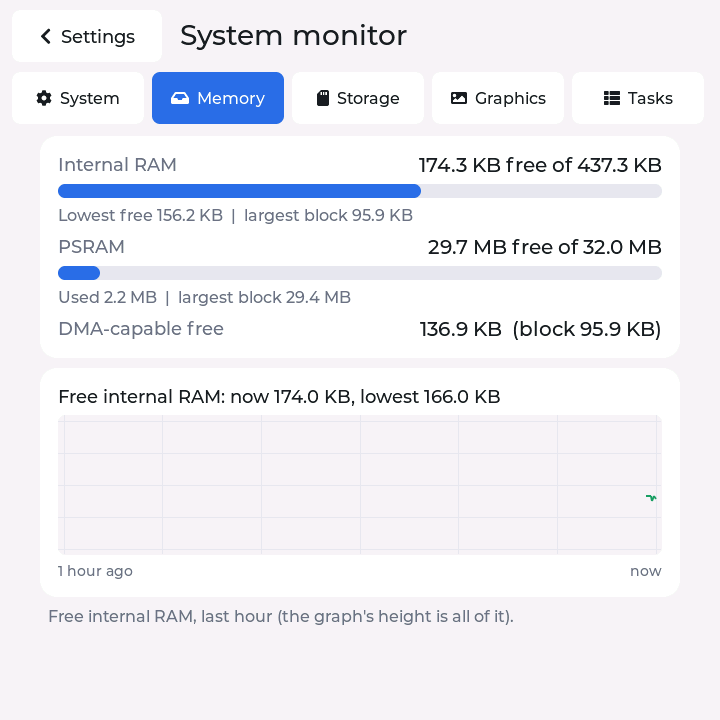 Settings
System monitor
System
Memory
Storage
Graphics
Tasks
Internal RAM
174.3 KB free of 437.3 KB
Lowest free 156.2 KB | largest block 95.9 KB
PSRAM
29.7 MB free of 32.0 MB
Used 2.2 MB | largest block 29.4 MB
DMA-capable free
136.9 KB (block 95.9 KB)
Free internal RAM: now 174.0 KB, lowest 166.0 KB
1 hour ago
now
Free internal RAM, last hour (the graph's height is all of it).